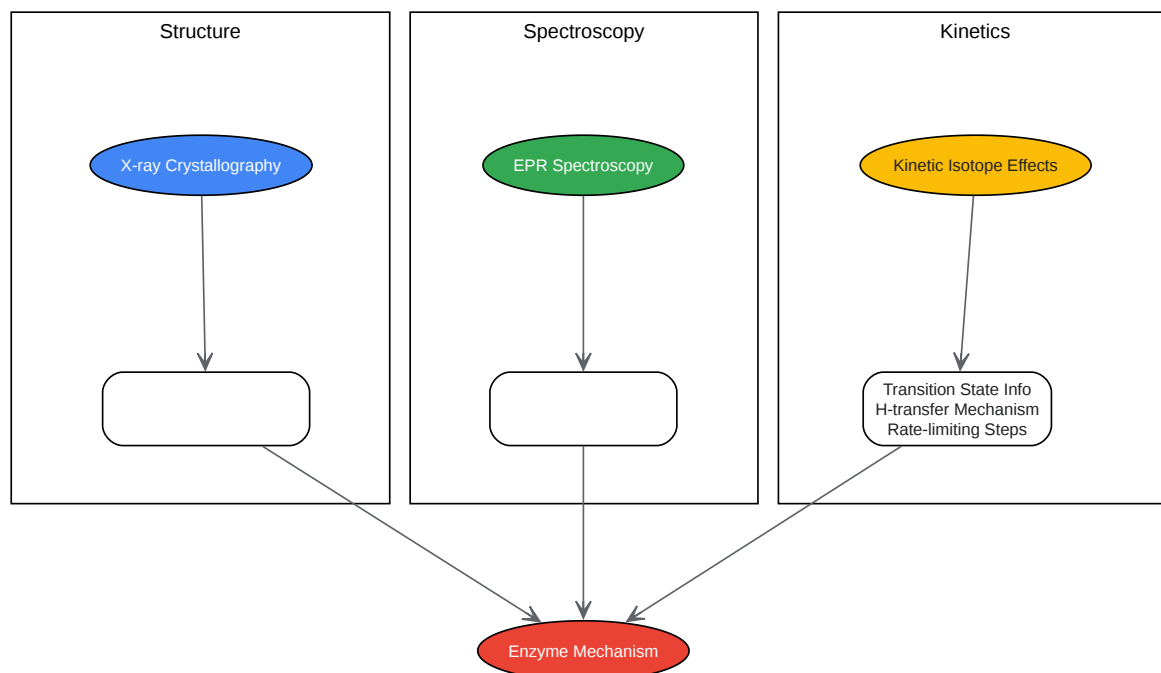 Structure
Spectroscopy
Kinetics
X-ray Crystallography
EPR Spectroscopy
Kinetic Isotope Effects
Transition State Info
H-transfer Mechanism
Rate-limiting Steps
Enzyme Mechanism